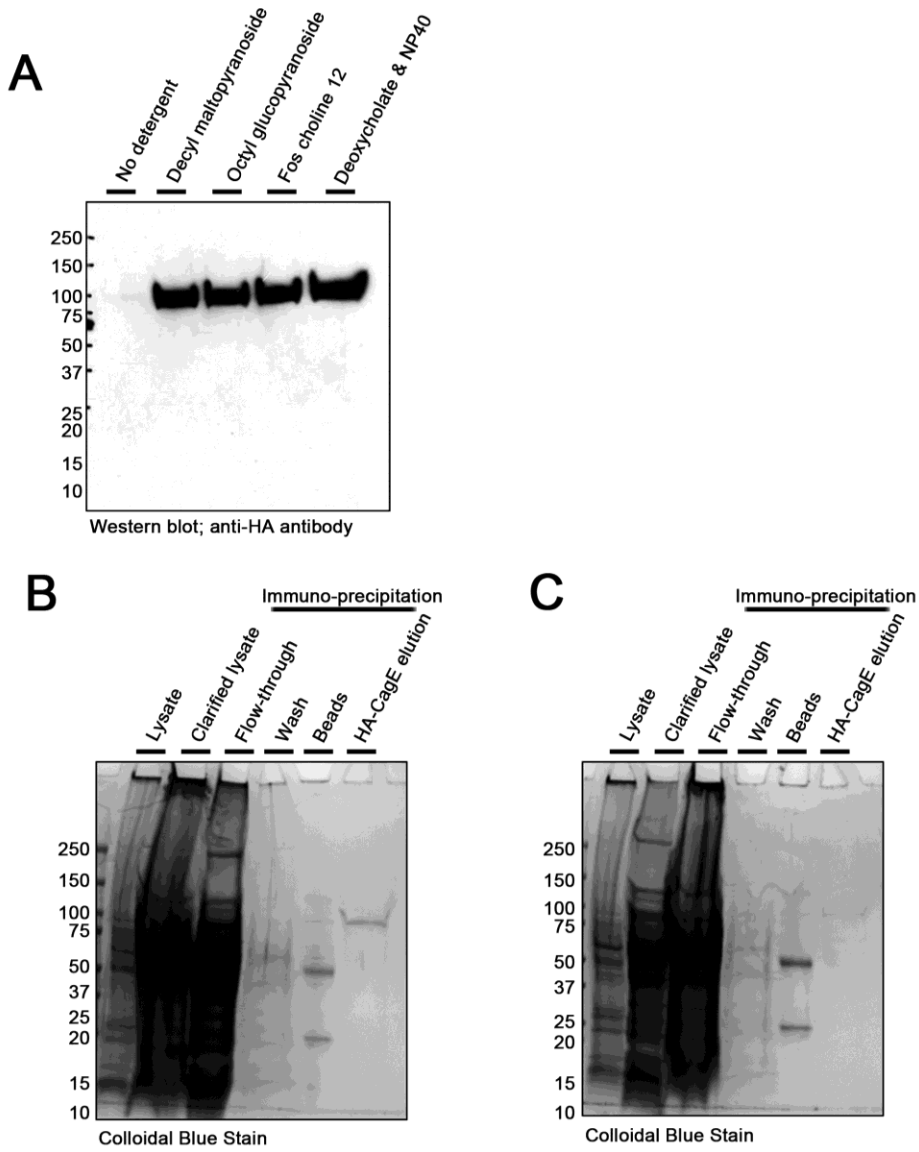 A
No detergent
Decyl maltopyranoside
Octyl glucopyranoside
Fos choline 12
Deoxycholate & NP40
250
150
100
75
50
37
25
20
15
10
Western blot; anti-HA antibody
B
Immuno-precipitation
Lysate
Clarified lysate
Flow-through
Wash
Beads
HA-CagE elution
250
150
100
75
50
37
25
20
15
10
Colloidal Blue Stain
C
Immuno-precipitation
Lysate
Clarified lysate
Flow-through
Wash
Beads
HA-CagE elution
250
150
100
75
50
37
25
20
15
10
Colloidal Blue Stain